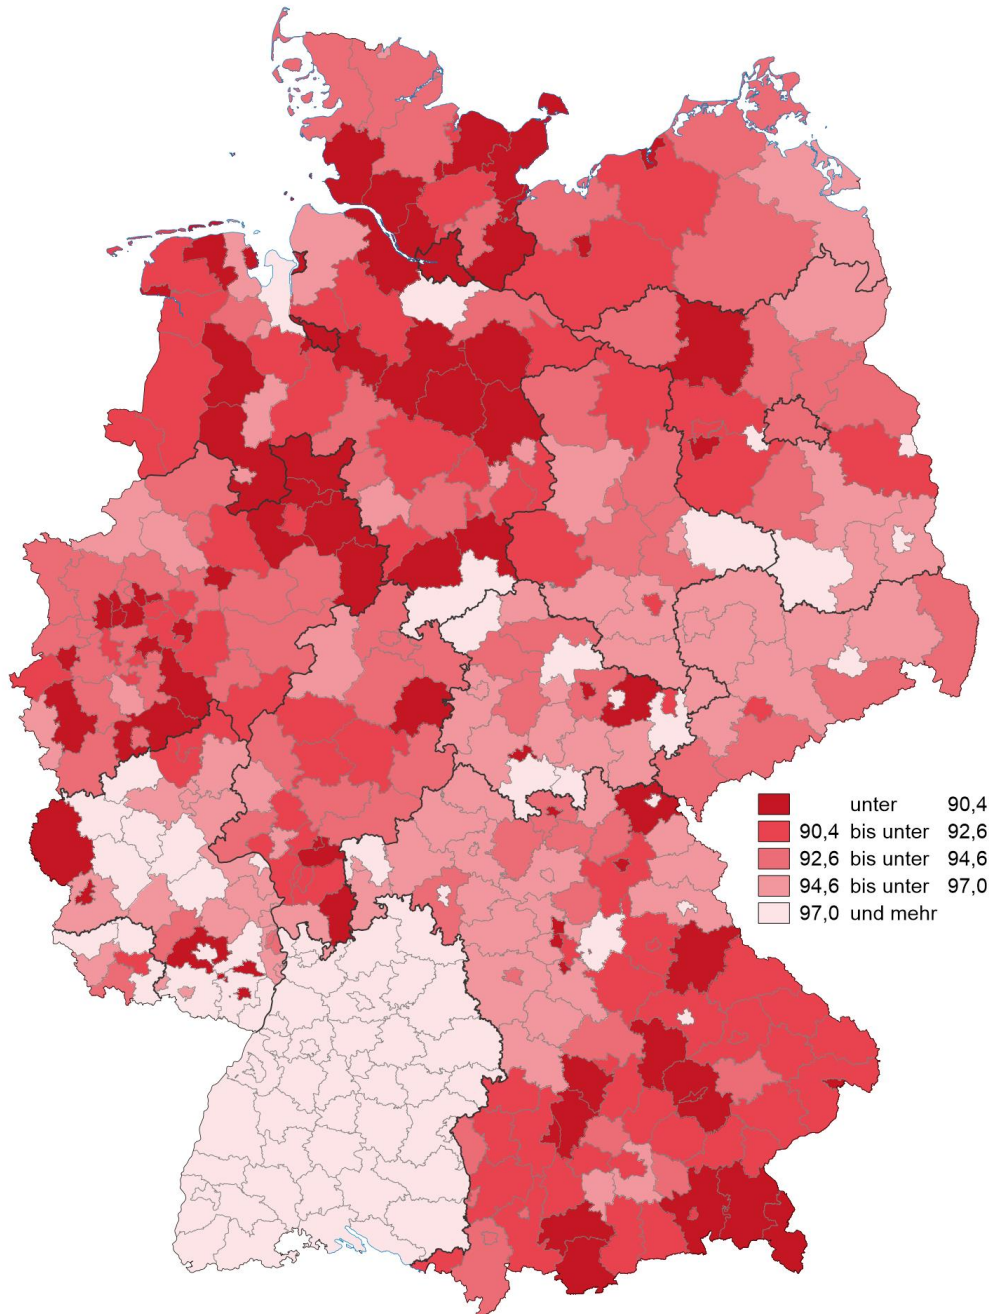 unter 90,4
90,4 bis unter 92,6
92,6 bis unter 94,6
94,6 bis unter 97,0
97,0 und mehr